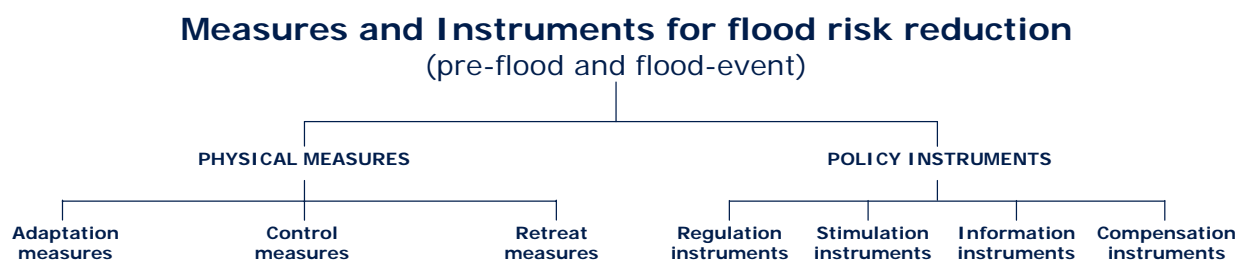 Measures and Instruments for flood risk reduction
(pre-flood and flood-event)
PHYSICAL MEASURES
POLICY INSTRUMENTS
Adaptation
measures
Control
measures
Retreat
measures
Regulation
instruments
Stimulation
instruments
Information
instruments
Compensation
instruments